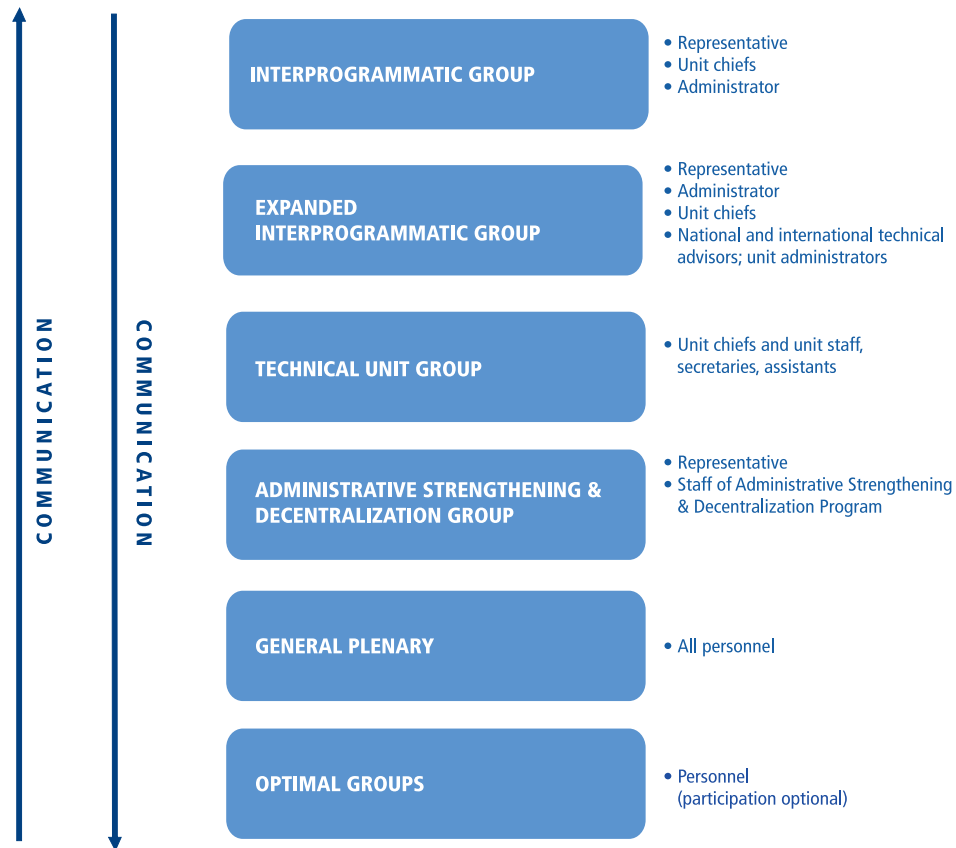 COMMUNICATION
COMMUNICATION
INTERPROGRAMMATIC GROUP
• Representative
• Unit chiefs
• Administrator
EXPANDED
INTERPROGRAMMATIC GROUP
• Representative
• Administrator
• Unit chiefs
• National and international technical
advisors; unit administrators
TECHNICAL UNIT GROUP
• Unit chiefs and unit staff,
secretaries, assistants
ADMINISTRATIVE STRENGTHENING &
DECENTRALIZATION GROUP
• Representative
• Staff of Administrative Strengthening
& Decentralization Program
GENERAL PLENARY
• All personnel
OPTIMAL GROUPS
• Personnel
(participation optional)